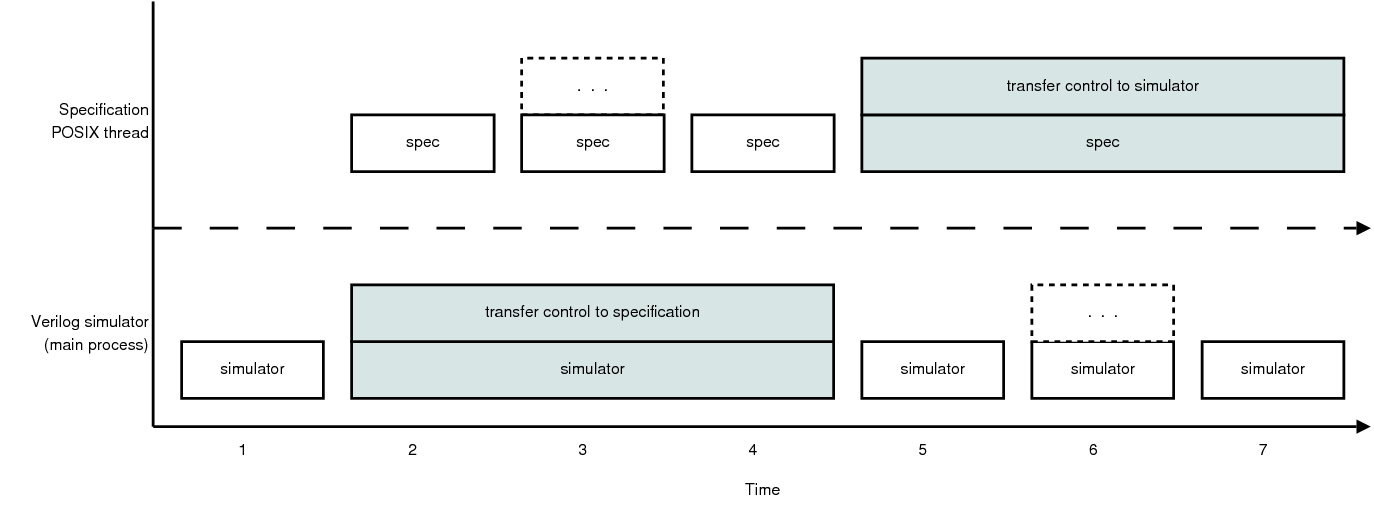 Specification
POSIX thread
. . .
transfer control to simulator
spec
spec
spec
spec
Verilog simulator
(main process)
transfer control to specification
. . .
simulator
simulator
simulator
simulator
simulator
1
2
3
4
5
6
7
Time